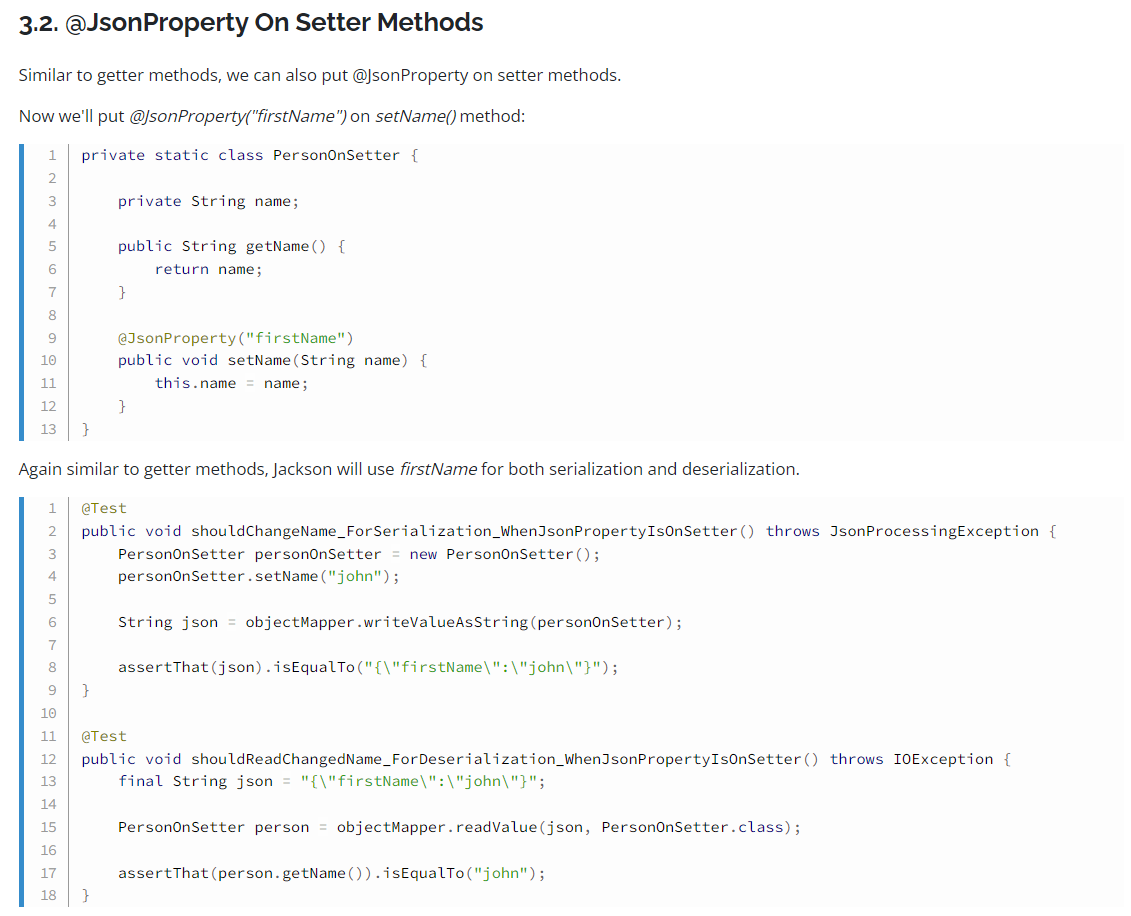 3.2. @JsonProperty On Setter Methods
Similar to getter methods, we can also put @JsonProperty on setter methods.
Now we'll put @JsonProperty("firstName") on setName() method:
1 private static class PersonOnSetter {
2
3     private String name;
4
5     public String getName() {
6         return name;
7     }
8
9     @JsonProperty("firstName")
10     public void setName(String name) {
11         this.name = name;
12     }
13 }
Again similar to getter methods, Jackson will use firstName for both serialization and deserialization.
1 @Test
2 public void shouldChangeName_ForSerialization_WhenJsonPropertyIsOnSetter() throws JsonProcessingException {
3     PersonOnSetter personOnSetter = new PersonOnSetter();
4     personOnSetter.setName("john");
5
6     String json = objectMapper.writeValueAsString(personOnSetter);
7
8     assertThat(json).isEqualTo("{\"firstName\":\"john\"}");
9 }
10
11 @Test
12 public void shouldReadChangedName_ForDeserialization_WhenJsonPropertyIsOnSetter() throws IOException {
13     final String json = "{\"firstName\":\"john\"}";
14
15     PersonOnSetter person = objectMapper.readValue(json, PersonOnSetter.class);
16
17     assertThat(person.getName()).isEqualTo("john");
18 }